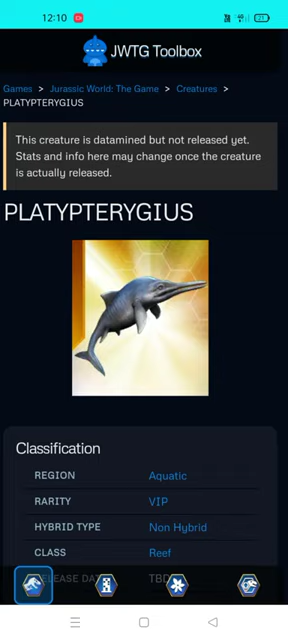 12:10
JWTG Toolbox
Games > Jurassic World: The Game > Creatures >
PLATYPTERYGIUS
This creature is datamined but not released yet.
Stats and info here may change once the creature
is actually released.
PLATYPTERYGIUS
Classification
REGION Aquatic
RARITY VIP
HYBRID TYPE Non Hybrid
CLASS Reef